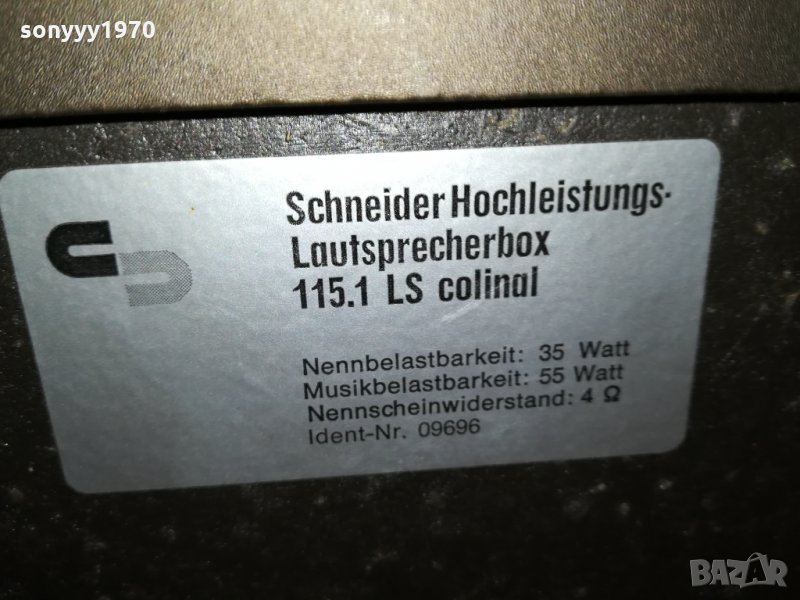 sonyyy1970
Schneider Hochleistungs-
Lautsprecherbox
115.1 LS colinal
Nennbelastbarkeit: 35 Watt
Musikbelastbarkeit: 55 Watt
Nennscheinwiderstand: 4 Ω
Ident-Nr. 09696
BAZAR